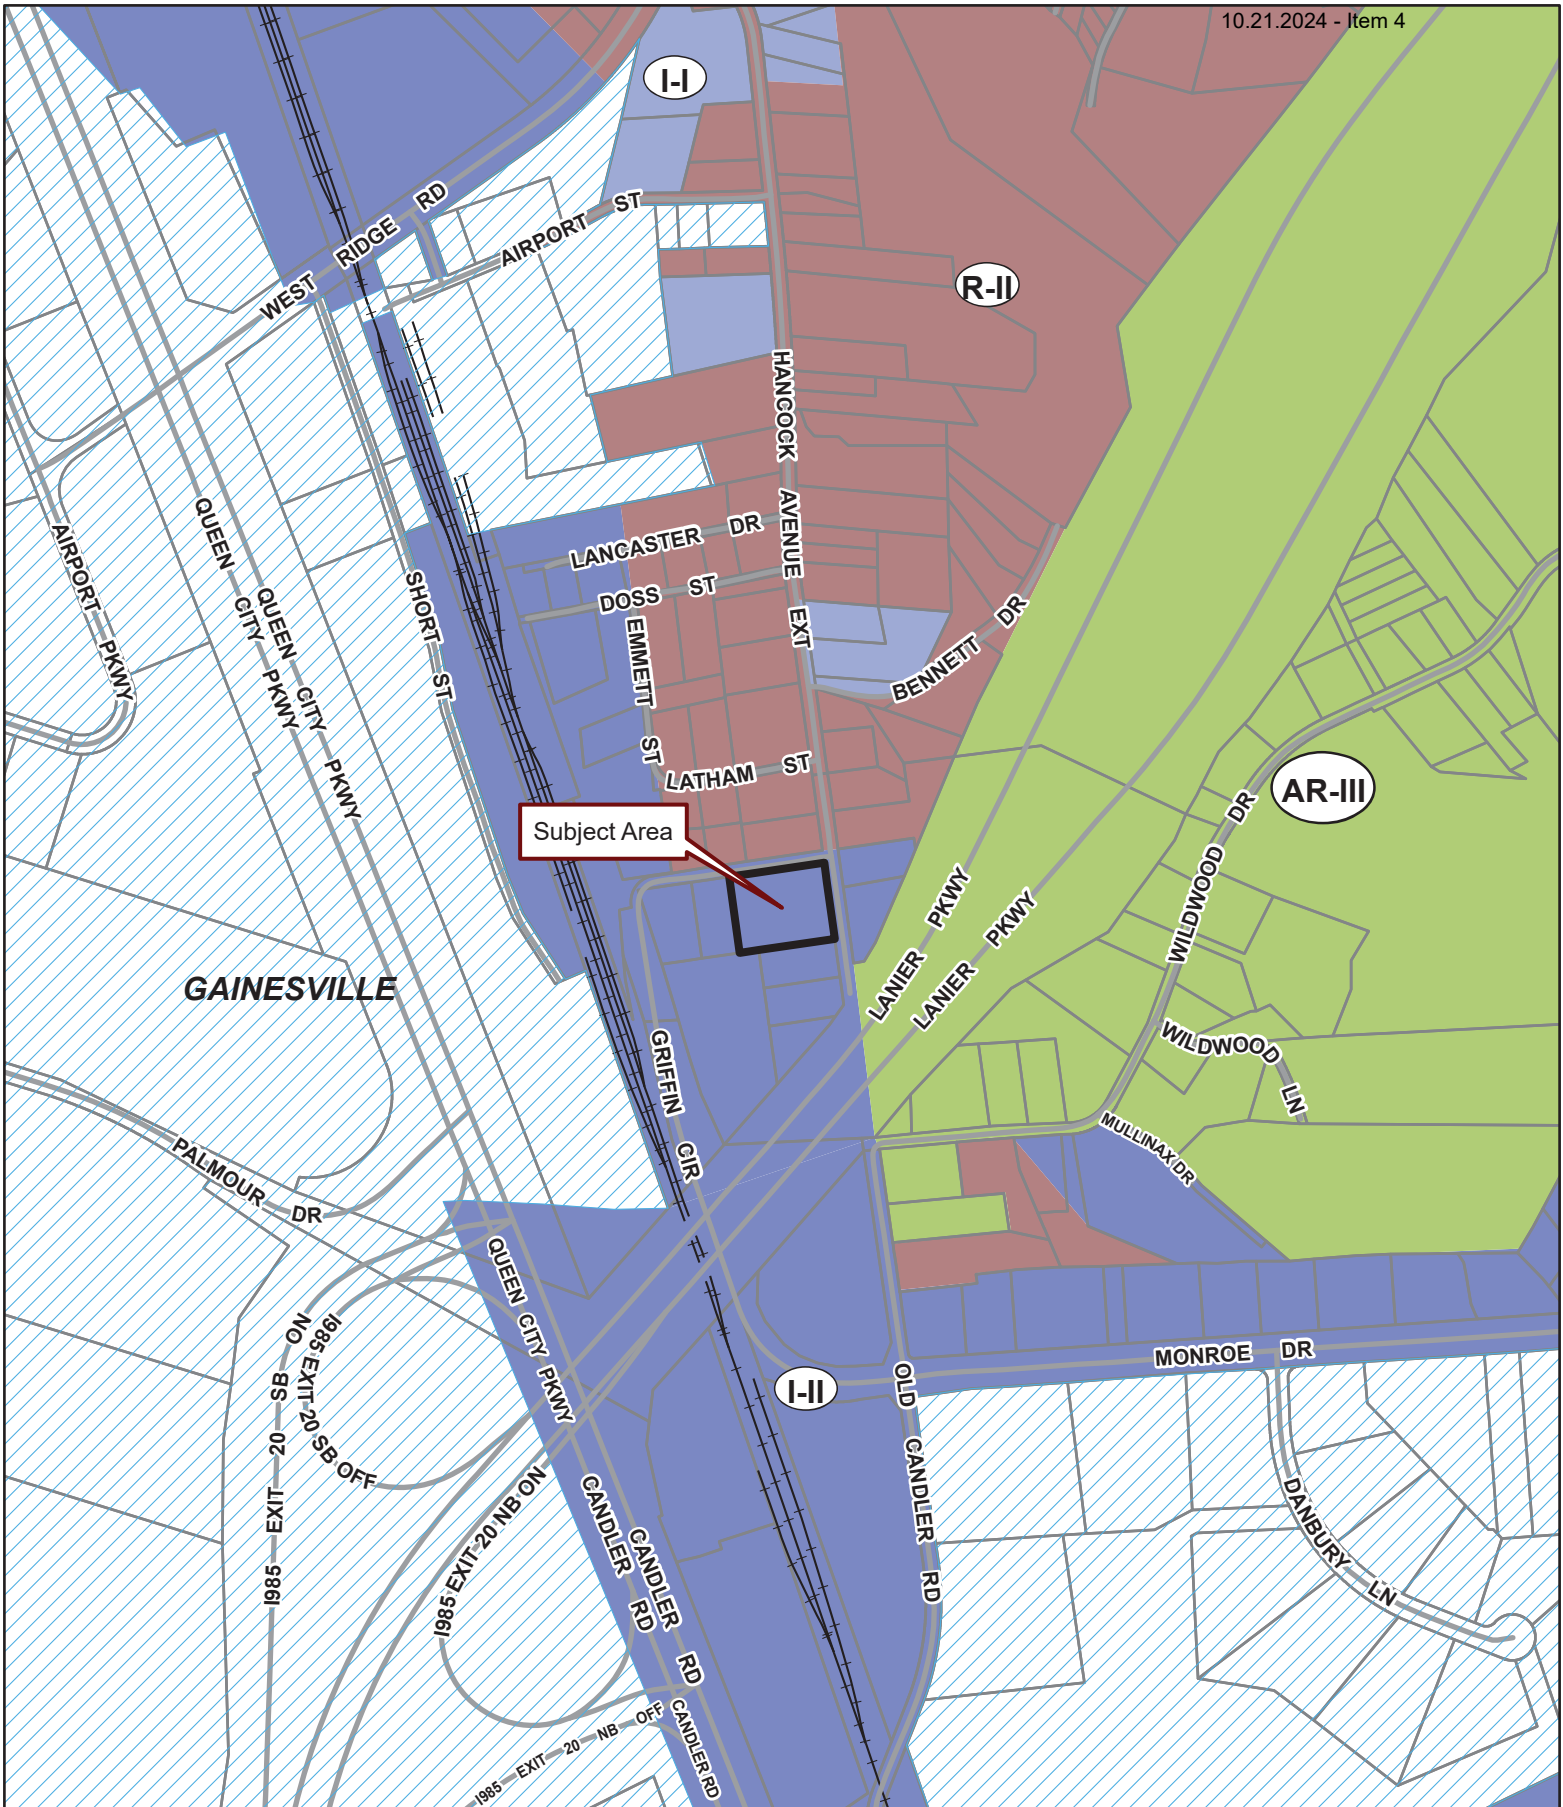 10.21.2024 - Item 4
I-I
WEST RIDGE RD
AIRPORT ST
R-II
HANCOCK AVENUE EXT
QUEEN CITY PKWY
QUEEN CITY PKWY
AIRPORT PKWY
SHORT ST
LANCASTER DR
DOSS ST
EMMETT ST
BENNETT DR
LATHAM ST
AR-III
Subject Area
WILDWOOD DR
LANIER PKWY
LANIER PKWY
GAINESVILLE
WILDWOOD LN
GRIFFIN CIR
MULLINAX DR
PALMOUR DR
QUEEN CITY PKWY
I985 EXIT 20 SB ON
I985 EXIT 20 SB OFF
MONROE DR
I-II
OLD CANDLER RD
I985 EXIT 20 NB ON
CANDLER RD
CANDLER RD
DANBURY LN
I985 EXIT 20 NB OFF
CANDLER RD